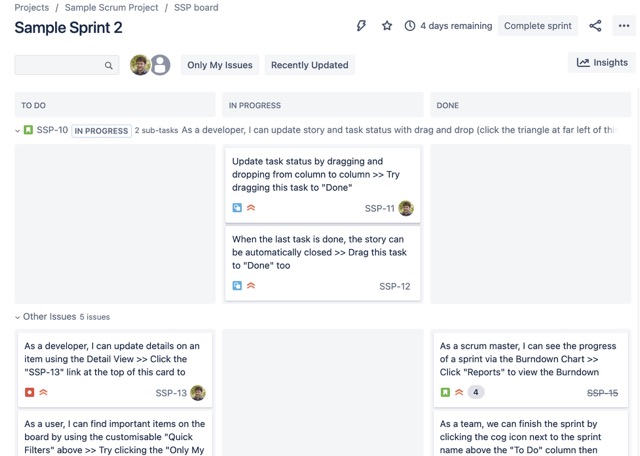 Projects / Sample Scrum Project / SSP board
Sample Sprint 2
4 days remaining
Complete sprint
Only My Issues
Recently Updated
Insights
TO DO
IN PROGRESS
DONE
SSP-10 IN PROGRESS 2 sub-tasks As a developer, I can update story and task status with drag and drop (click the triangle at far left of this
Update task status by dragging and
dropping from column to column >> Try
dragging this task to "Done"
SSP-11
When the last task is done, the story can
be automatically closed >> Drag this task
to "Done" too
SSP-12
Other Issues 5 issues
As a developer, I can update details on an
item using the Detail View >> Click the
"SSP-13" link at the top of this card to
SSP-13
As a user, I can find important items on the
board by using the customisable "Quick
Filters" above >> Try clicking the "Only My
As a scrum master, I can see the progress
of a sprint via the Burndown Chart >>
Click "Reports" to view the Burndown
4
SSP-15
As a team, we can finish the sprint by
clicking the cog icon next to the sprint
name above the "To Do" column then